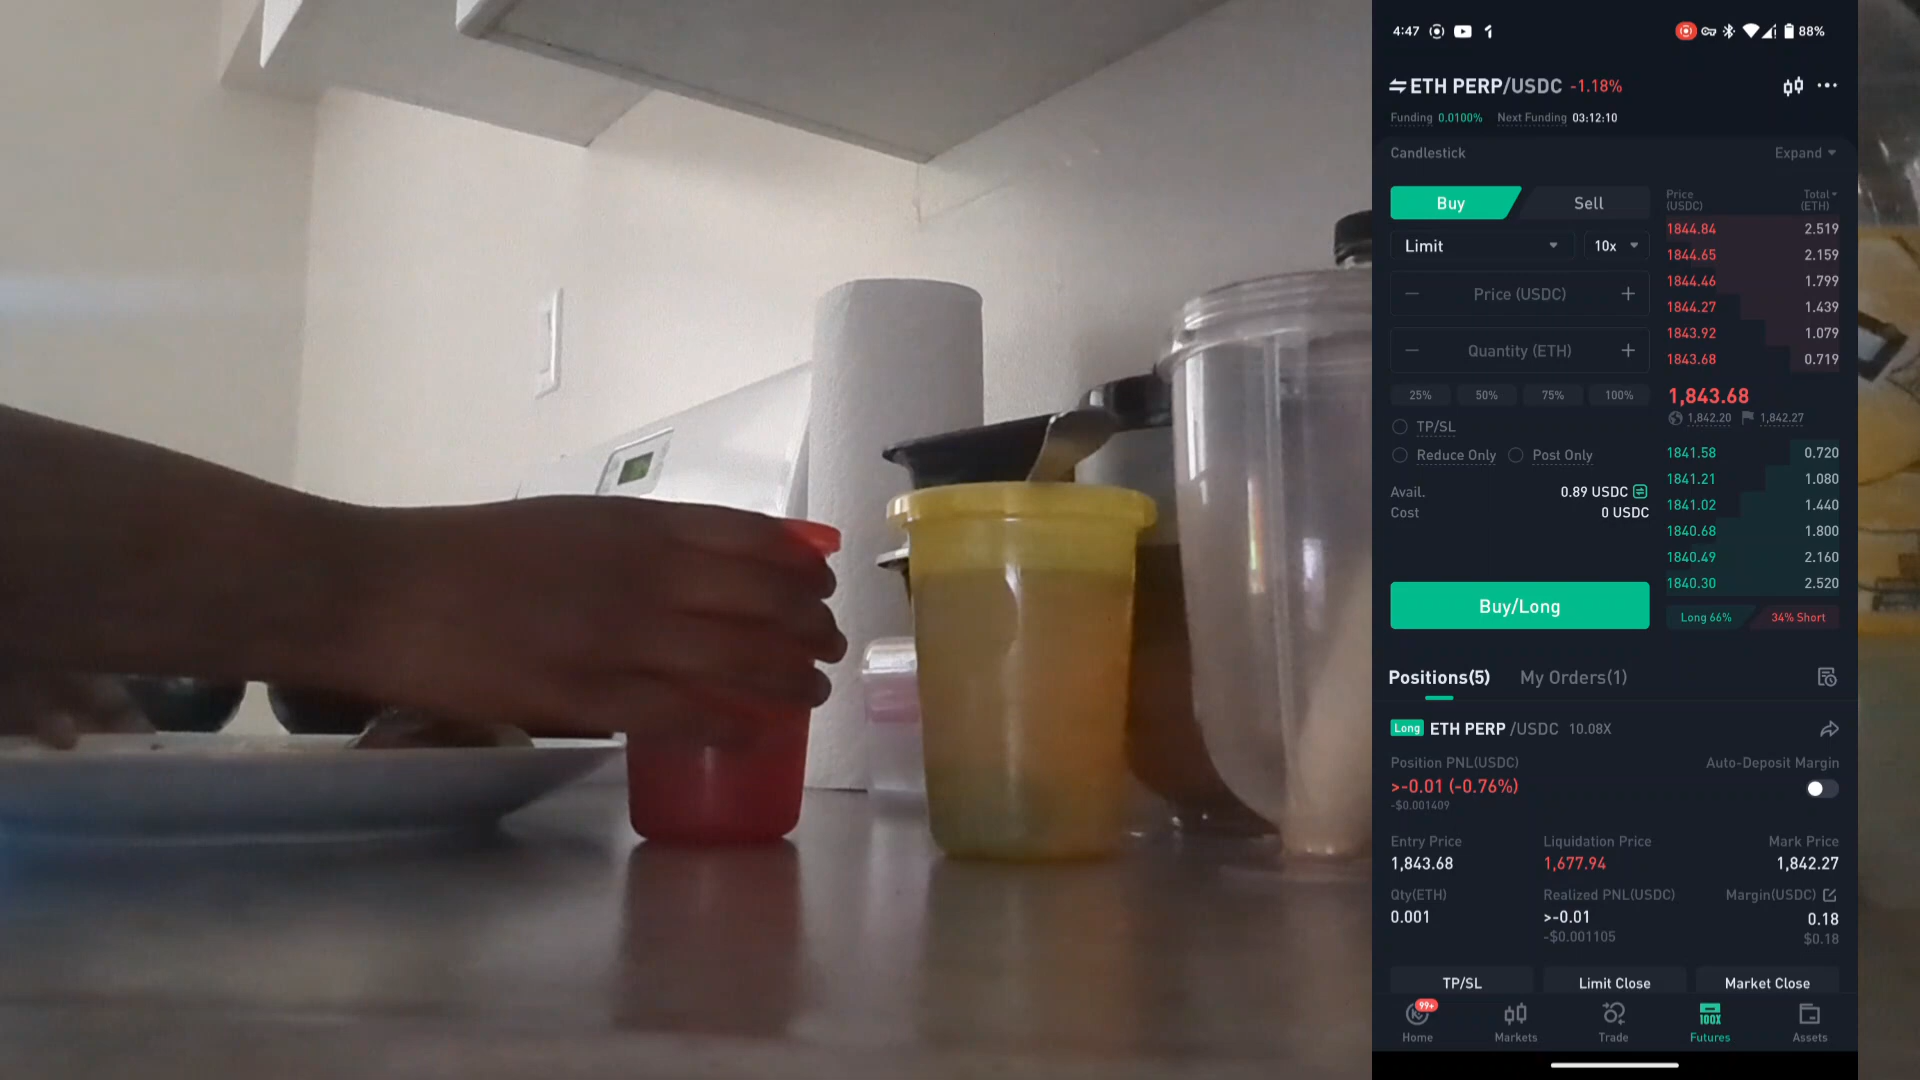 4:47 88%
ETH PERP/USDC -1.18%
Funding 0.0100% Next Funding 03:12:10
Candlestick Expand
Buy Sell
Limit 10x
Price (USDC)
Quantity (ETH)
25% 50% 75% 100%
TP/SL
Reduce Only Post Only
Avail. 0.89 USDC
Cost 0 USDC
Buy/Long
Price (USDC) Total (ETH)
1844.84 2.519
1844.65 2.159
1844.46 1.799
1844.27 1.439
1843.92 1.079
1843.68 0.719
1,843.68
1,842.20 1,842.27
1841.58 0.720
1841.21 1.080
1841.02 1.440
1840.68 1.800
1840.49 2.160
1840.30 2.520
Long 66% 34% Short
Positions(5) My Orders(1)
Long ETH PERP /USDC 10.08X
Position PNL(USDC) Auto-Deposit Margin
>-0.01 (-0.76%)
-$0.001409
Entry Price Liquidation Price Mark Price
1,843.68 1,677.94 1,842.27
Qty(ETH) Realized PNL(USDC) Margin(USDC)
0.001 >-0.01 0.18
-$0.001105 $0.18
TP/SL Limit Close Market Close
99+
100X
Home Markets Trade Futures Assets